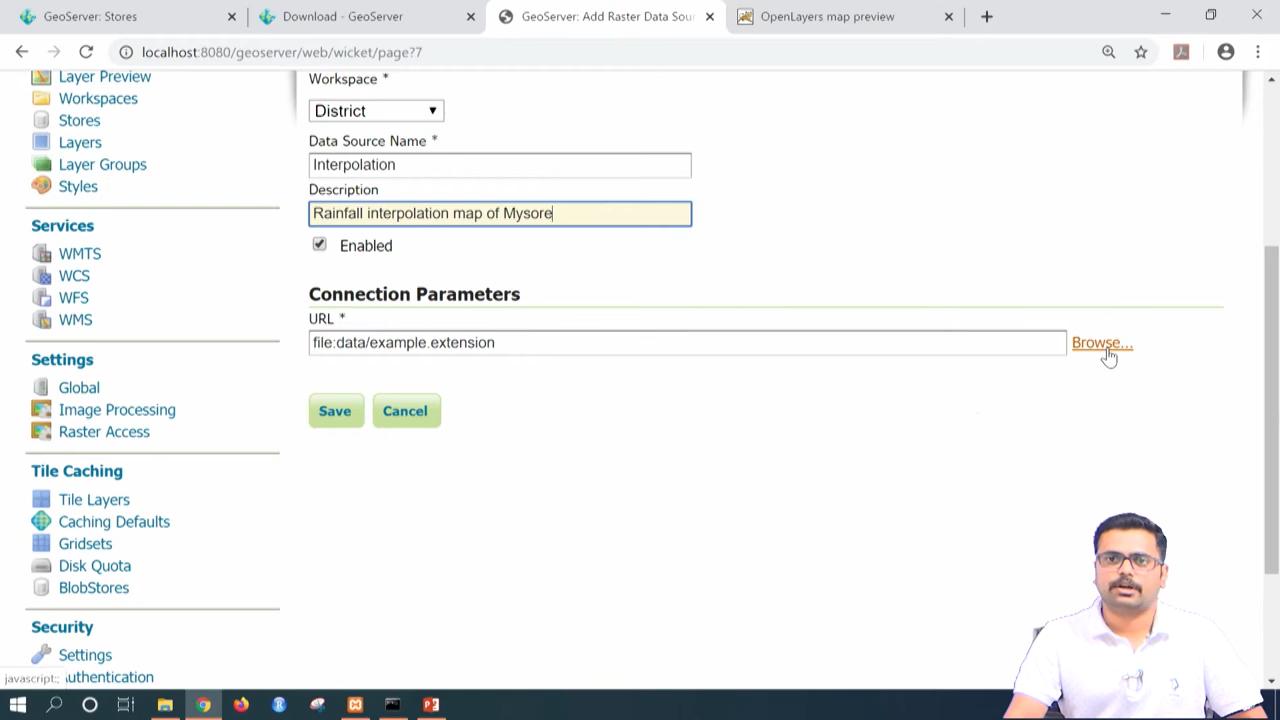 GeoServer: Stores
Download - GeoServer
GeoServer: Add Raster Data Sour
OpenLayers map preview
localhost:8080/geoserver/web/wicket/page?7
Layer Preview
Workspaces
Stores
Layers
Layer Groups
Styles
Services
WMTS
WCS
WFS
WMS
Settings
Global
Image Processing
Raster Access
Tile Caching
Tile Layers
Caching Defaults
Gridsets
Disk Quota
BlobStores
Security
Settings
uthentication
javascript:;
Workspace *
District
Data Source Name *
Interpolation
Description
Rainfall interpolation map of Mysore
Enabled
Connection Parameters
URL *
file:data/example.extension
Browse...
Save
Cancel